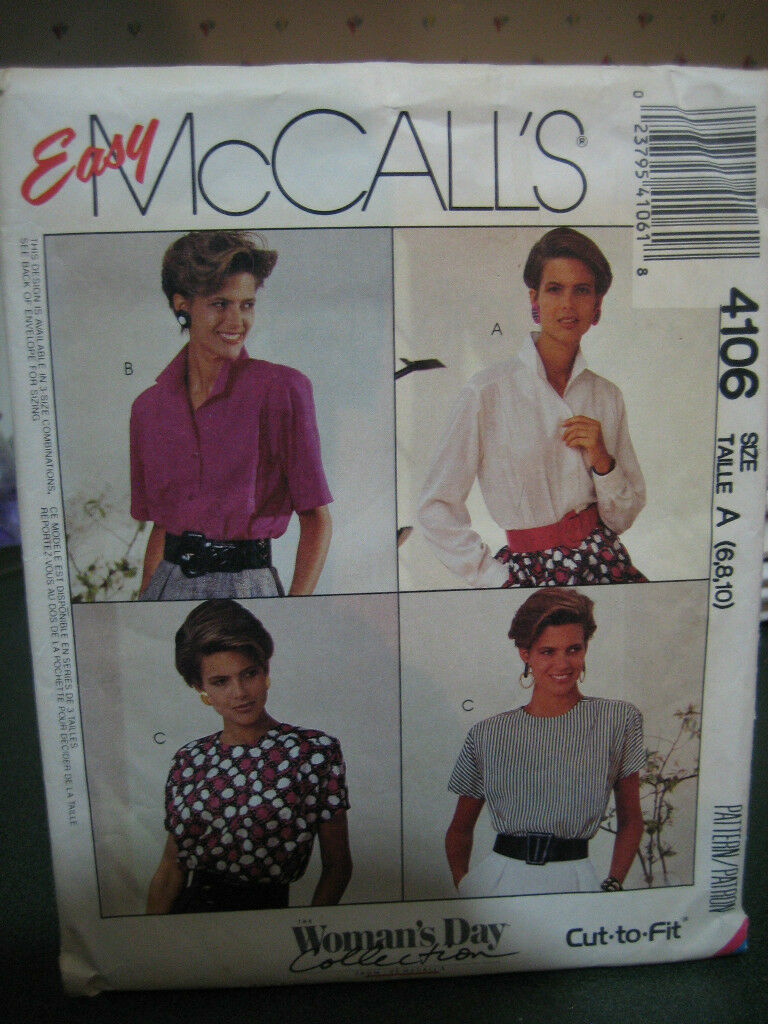 Easy
McCALL'S®
0 23795 41061 8
4106
SIZE
TAILLE A (6,8,10)
THIS DESIGN IS AVAILABLE IN 3-SIZE COMBINATIONS,
SEE BACK OF ENVELOPE FOR SIZING
CE MODELE EST DISPONIBLE EN SERIES DE 3 TAILLES
REPORTEZ-VOUS AU DOS DE LA POCHETTE POUR DECIDER DE LA TAILLE
B
A
C
C
PATTERN/PATRON
THE
Woman's Day
Collection
Cut·to·Fit®